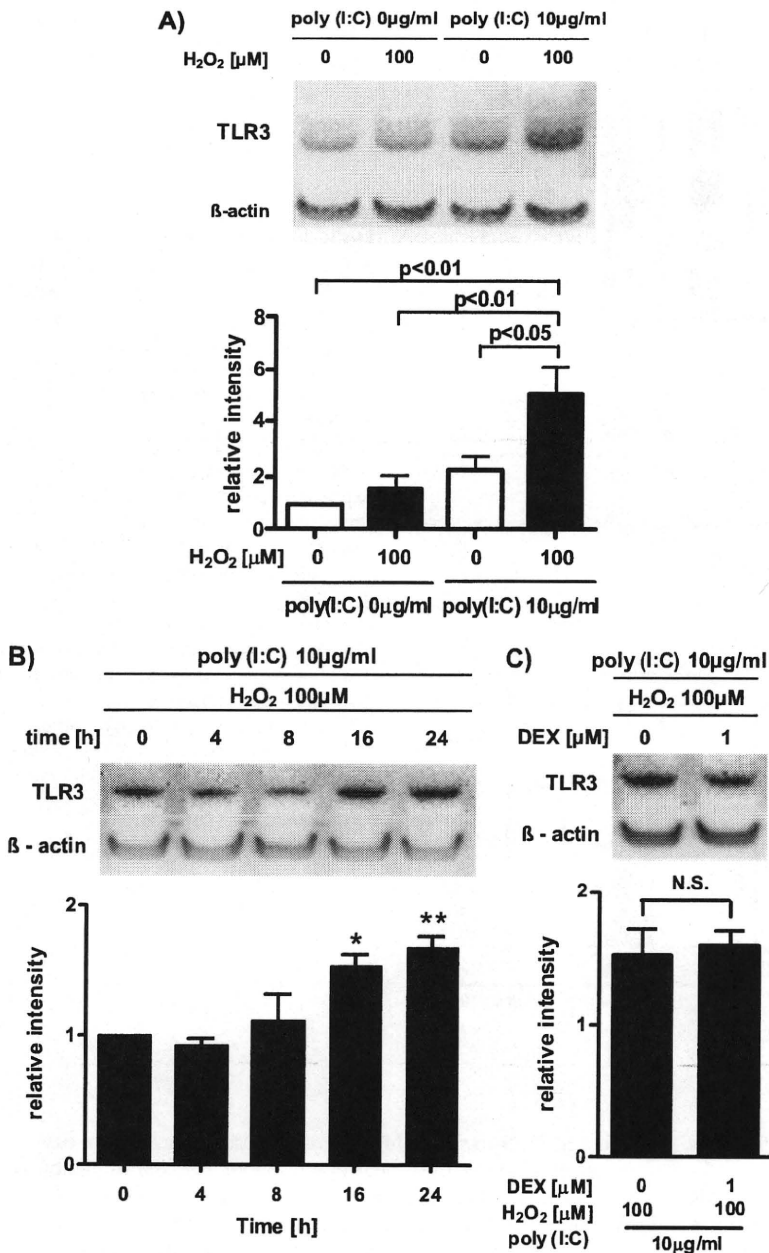 A)
poly (I:C) 0µg/ml poly (I:C) 10µg/ml
H₂O₂ [µM] 0 100 0 100
TLR3
ß-actin
p<0.01
p<0.01
p<0.05
8
6
4
2
0
relative intensity
H₂O₂ [µM] 0 100 0 100
poly(I:C) 0µg/ml poly(I:C) 10µg/ml
B)
poly (I:C) 10µg/ml
H₂O₂ 100µM
time [h] 0 4 8 16 24
TLR3
ß - actin
2
1
0
relative intensity
* **
0 4 8 16 24
Time [h]
C)
poly (I:C) 10µg/ml
H₂O₂ 100µM
DEX [µM] 0 1
TLR3
ß - actin
N.S.
2
1
0
relative intensity
DEX [µM] 0 1
H₂O₂ [µM] 100 100
poly (I:C) 10µg/ml